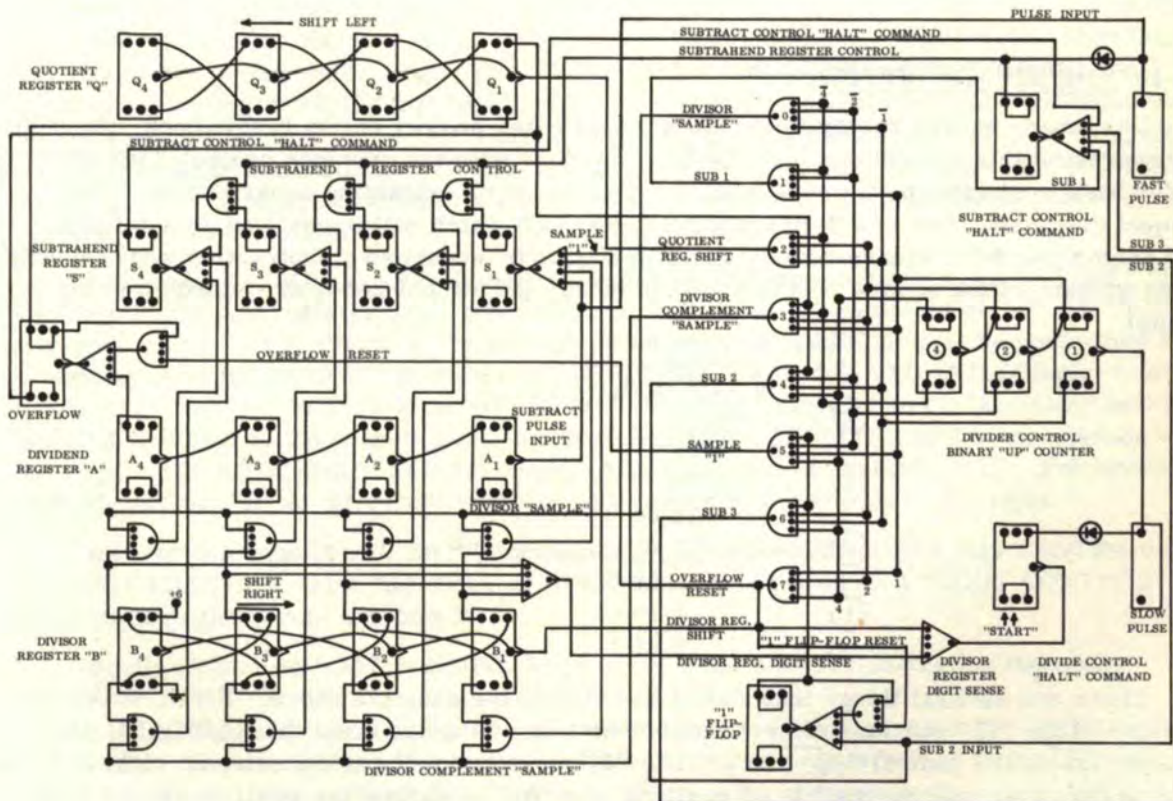 SHIFT LEFT
PULSE INPUT
SUBTRACT CONTROL "HALT" COMMAND
SUBTRAHEND REGISTER CONTROL
QUOTIENT
REGISTER "Q"
Q4
Q3
Q2
Q1
SUBTRACT CONTROL "HALT" COMMAND
DIVISOR
"SAMPLE"
0
1
2
SUB 1
1
SUB 1
FAST-
PULSE
SUBTRAHEND REGISTER CONTROL
SUBTRACT CONTROL
"HALT" COMMAND
SUB 3
SUB 2
SUBTRAHEND
REGISTER
"S"
S4
S3
S2
S1
SAMPLE
"1"
QUOTIENT
REG. SHIFT
2
DIVISOR
COMPLEMENT
"SAMPLE"
3
OVERFLOW RESET
OVERFLOW
SUB 2
4
4
2
1
DIVIDER CONTROL
BINARY "UP" COUNTER
DIVIDEND
REGISTER "A"
A4
A3
A2
A1
SUBTRACT
PULSE
INPUT
SAMPLE
"1"
5
DIVISOR "SAMPLE"
SUB 3
6
OVERFLOW
RESET
7
4
2
"START"
SLOW
PULSE
+6
SHIFT
RIGHT
DIVISOR
REGISTER "B"
B4
B3
B2
B1
DIVISOR REG.
SHIFT
"1" FLIP-FLOP RESET
DIVISOR REG. DIGIT SENSE
DIVISOR
REGISTER
DIGIT SENSE
DIVIDE CONTROL
"HALT" COMMAND
"1"
FLIP-
FLOP
SUB 2 INPUT
DIVISOR COMPLEMENT "SAMPLE"